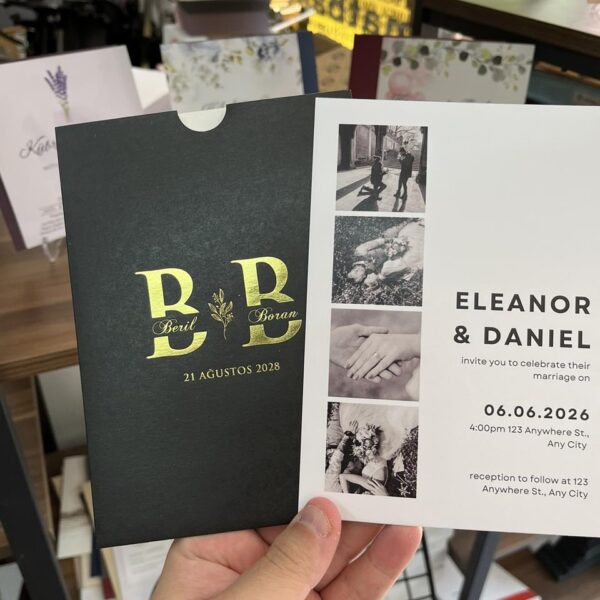 B B
Beril
Boran
21 AĞUSTOS 2028
ELEANOR
& DANIEL
invite you to celebrate their
marriage on
06.06.2026
4:00pm 123 Anywhere St.,
Any City
reception to follow at 123
Anywhere St., Any City